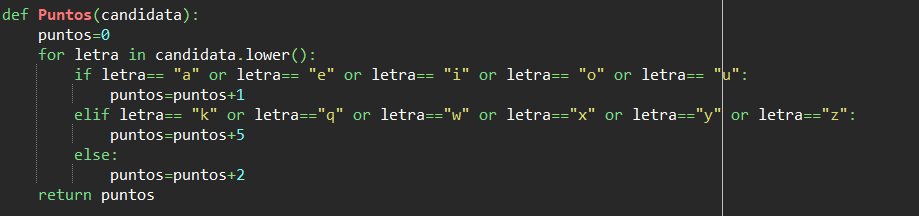 def Puntos(candidata):
    puntos=0
    for letra in candidata.lower():
        if letra== "a" or letra== "e" or letra== "i" or letra== "o" or letra== "u":
            puntos=puntos+1
        elif letra== "k" or letra=="q" or letra=="w" or letra=="x" or letra=="y" or letra=="z":
            puntos=puntos+5
        else:
            puntos=puntos+2
    return puntos